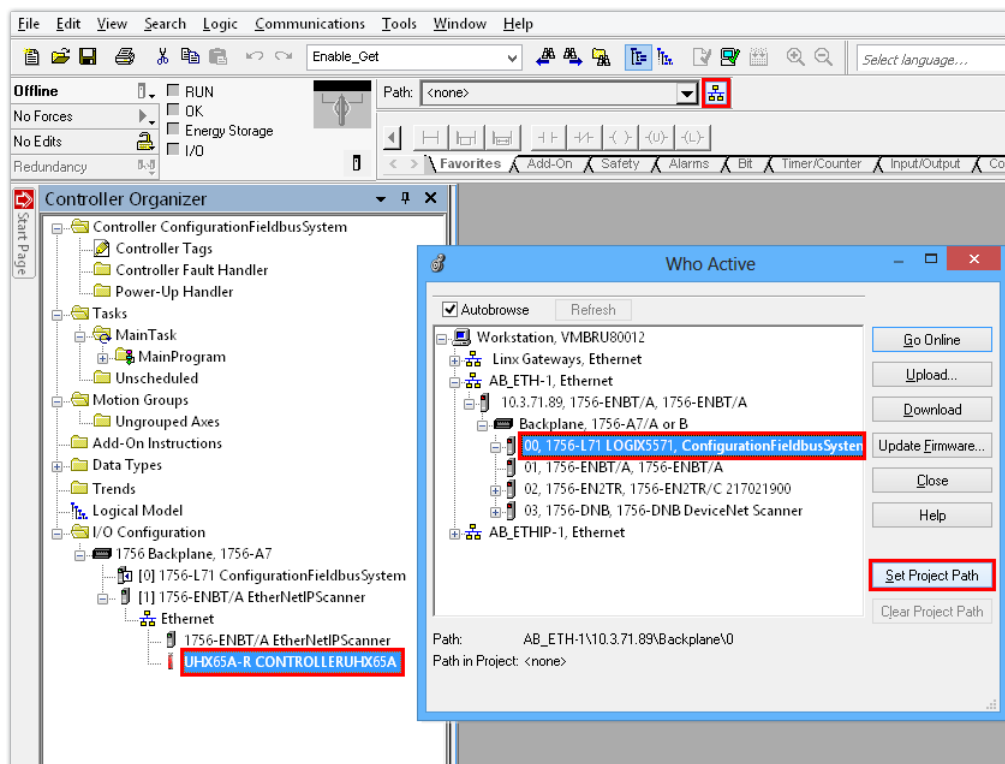 File Edit View Search Logic Communications Tools Window Help
Enable_Get
Select language...
Offline
RUN
No Forces
OK
No Edits
Energy Storage
Redundancy
I/O
Path: <none>
Favorites Add-On Safety Alarms Bit Timer/Counter Input/Output Co
Start Page
Controller Organizer
Controller ConfigurationFieldbusSystem
Controller Tags
Controller Fault Handler
Power-Up Handler
Tasks
MainTask
MainProgram
Unscheduled
Motion Groups
Ungrouped Axes
Add-On Instructions
Data Types
Trends
Logical Model
I/O Configuration
1756 Backplane, 1756-A7
[0] 1756-L71 ConfigurationFieldbusSystem
[1] 1756-ENBT/A EtherNetIPScanner
Ethernet
1756-ENBT/A EtherNetIPScanner
UHX65A-R CONTROLLERUHX65A
Who Active
Autobrowse
Refresh
Workstation, VMBRU80012
Linx Gateways, Ethernet
AB_ETH-1, Ethernet
10.3.71.89, 1756-ENBT/A, 1756-ENBT/A
Backplane, 1756-A7/A or B
00, 1756-L71 LOGIX5571, ConfigurationFieldbusSystem
01, 1756-ENBT/A, 1756-ENBT/A
02, 1756-EN2TR, 1756-EN2TR/C 217021900
03, 1756-DNB, 1756-DNB DeviceNet Scanner
AB_ETHIP-1, Ethernet
Go Online
Upload...
Download
Update Firmware...
Close
Help
Set Project Path
Clear Project Path
Path: AB_ETH-1\10.3.71.89\Backplane\0
Path in Project: <none>